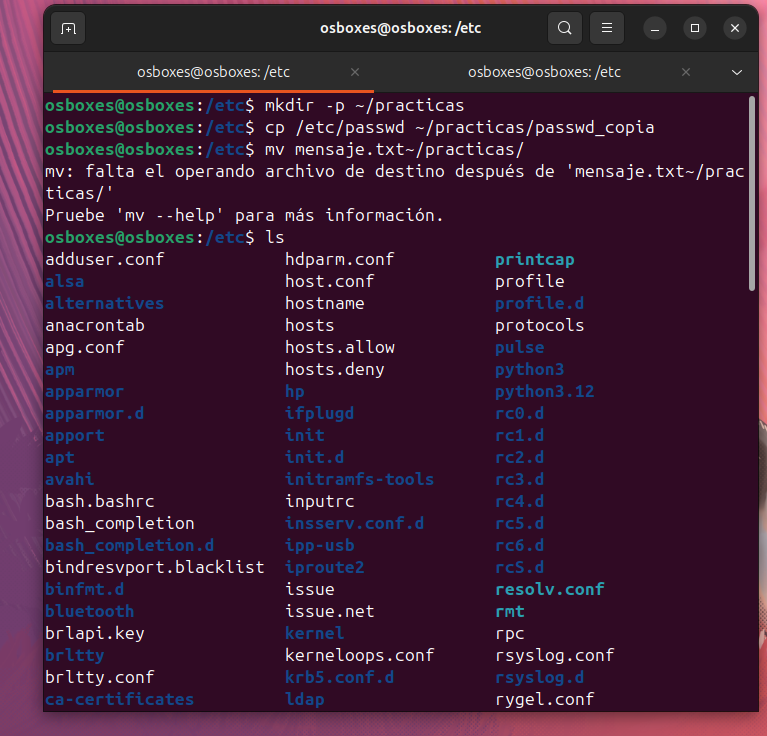 osboxes@osboxes: /etc
osboxes@osboxes: /etc × osboxes@osboxes: /etc ×
osboxes@osboxes:/etc$ mkdir -p ~/practicas
osboxes@osboxes:/etc$ cp /etc/passwd ~/practicas/passwd_copia
osboxes@osboxes:/etc$ mv mensaje.txt~/practicas/
mv: falta el operando archivo de destino después de 'mensaje.txt~/prac
ticas/'
Pruebe 'mv --help' para más información.
osboxes@osboxes:/etc$ ls
adduser.conf hdparm.conf printcap
alsa host.conf profile
alternatives hostname profile.d
anacrontab hosts protocols
apg.conf hosts.allow pulse
apm hosts.deny python3
apparmor hp python3.12
apparmor.d ifplugd rc0.d
apport init rc1.d
apt init.d rc2.d
avahi initramfs-tools rc3.d
bash.bashrc inputrc rc4.d
bash_completion insserv.conf.d rc5.d
bash_completion.d ipp-usb rc6.d
bindresvport.blacklist iproute2 rcS.d
binfmt.d issue resolv.conf
bluetooth issue.net rmt
brlapi.key kernel rpc
brltty kerneloops.conf rsyslog.conf
brltty.conf krb5.conf.d rsyslog.d
ca-certificates ldap rygel.conf